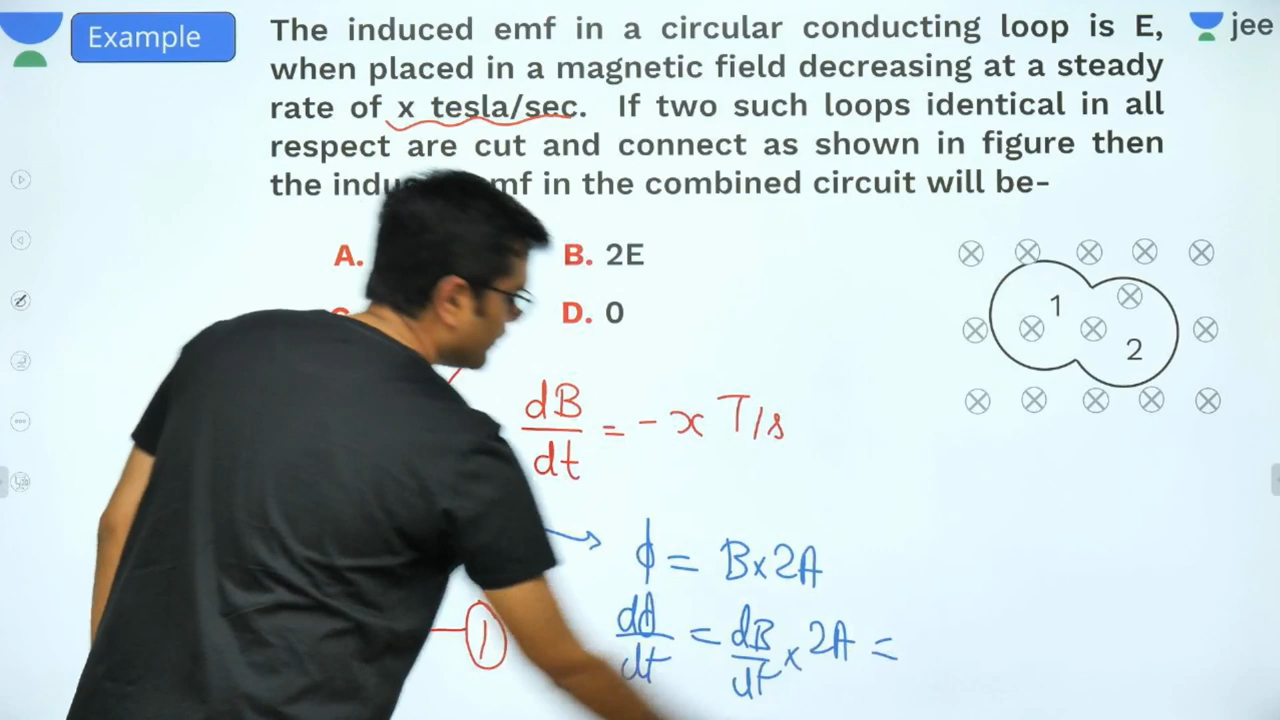 Example
The induced emf in a circular conducting loop is E,
when placed in a magnetic field decreasing at a steady
rate of x tesla/sec. If two such loops identical in all
respect are cut and connect as shown in figure then
the in emf in the combined circuit will be-
jee
A.
B. 2E
D. 0
1
2
dB/dt = -x T/s
ϕ = B×2A
dϕ/dt = dB/dt × 2A =
1